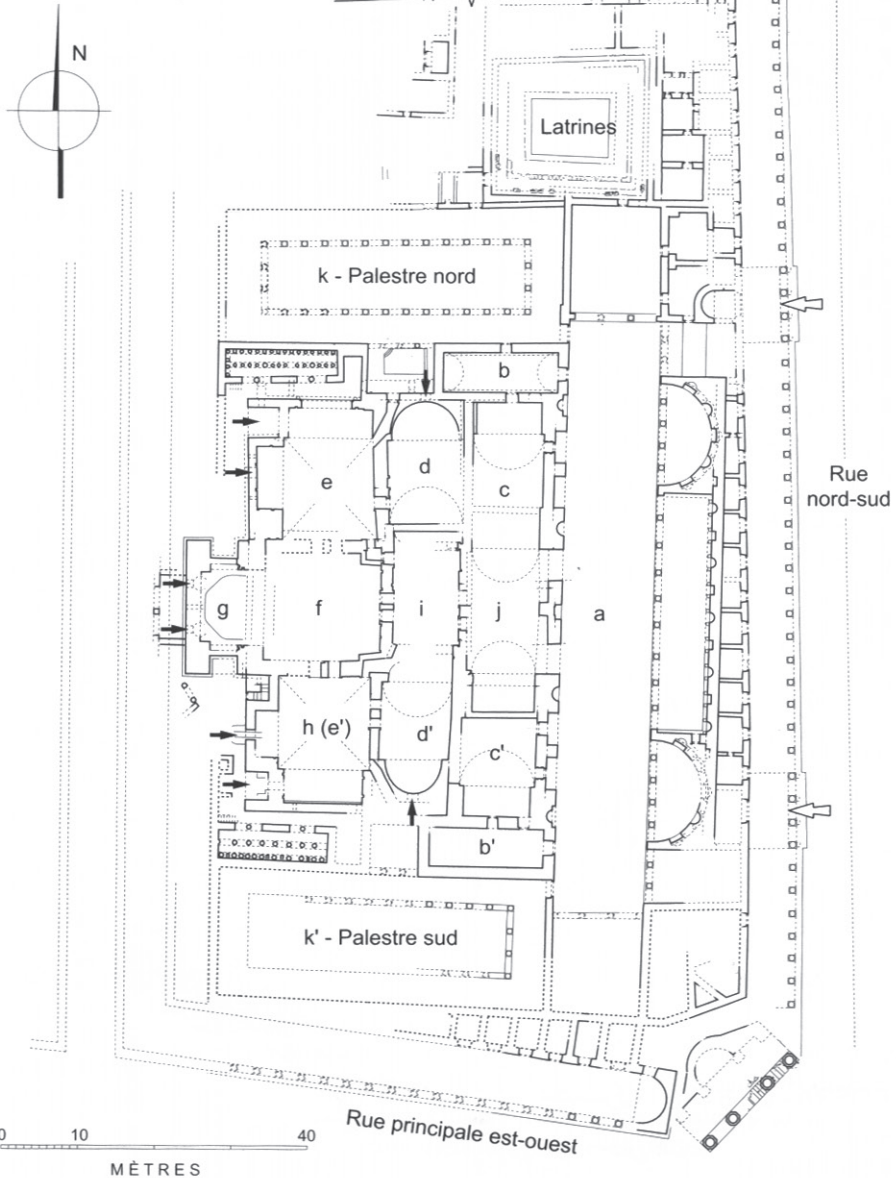 N
Latrines
k - Palestre nord
b
d
e
c
Rue
nord-sud
g
f
i
j
a
h (e')
d'
c'
b'
k' - Palestre sud
Rue principale est-ouest
0 10 40
MÈTRES